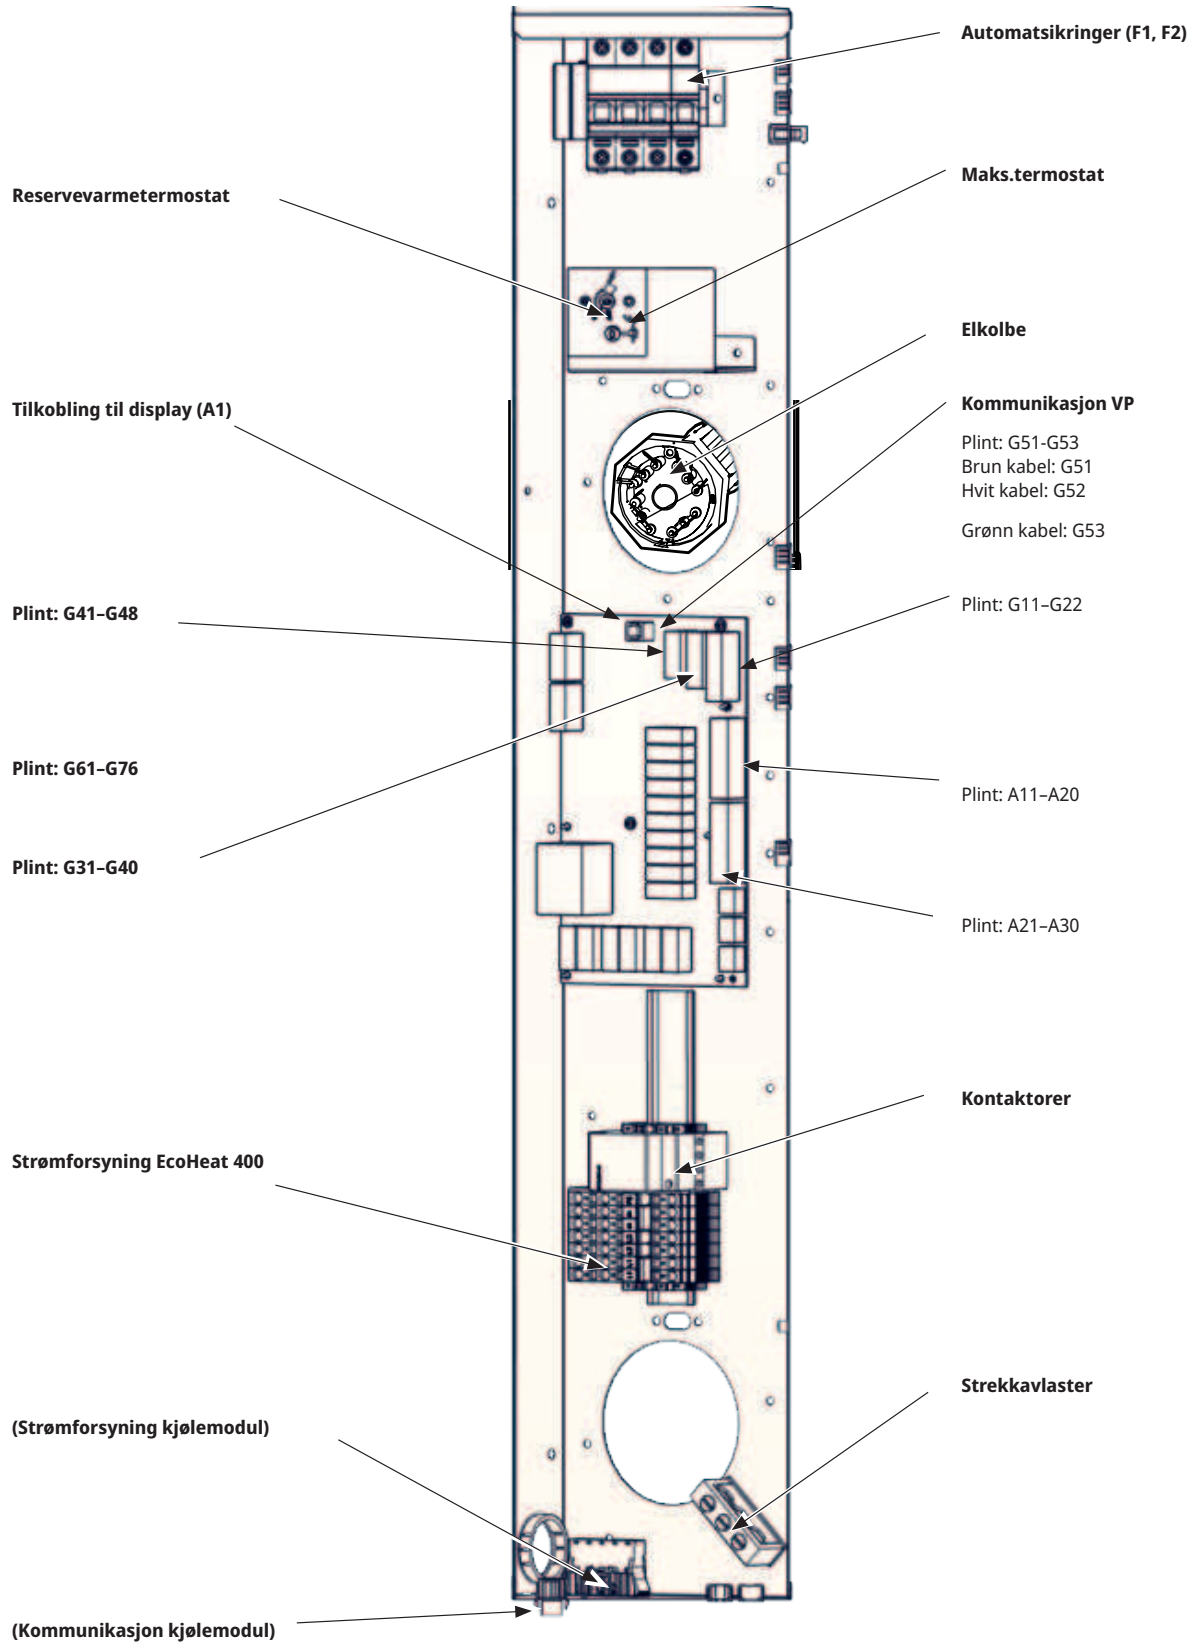 Automatsikringer (F1, F2)
Maks.termostat
Reservevarmetermostat
Elkolbe
Tilkobling til display (A1)
Kommunikasjon VP
Plint: G51-G53
Brun kabel: G51
Hvit kabel: G52
Grønn kabel: G53
Plint: G41–G48
Plint: G11–G22
Plint: G61–G76
Plint: A11–A20
Plint: G31–G40
Plint: A21–A30
Kontaktorer
Strømforsyning EcoHeat 400
Strekkavlaster
(Strømforsyning kjølemodul)
(Kommunikasjon kjølemodul)